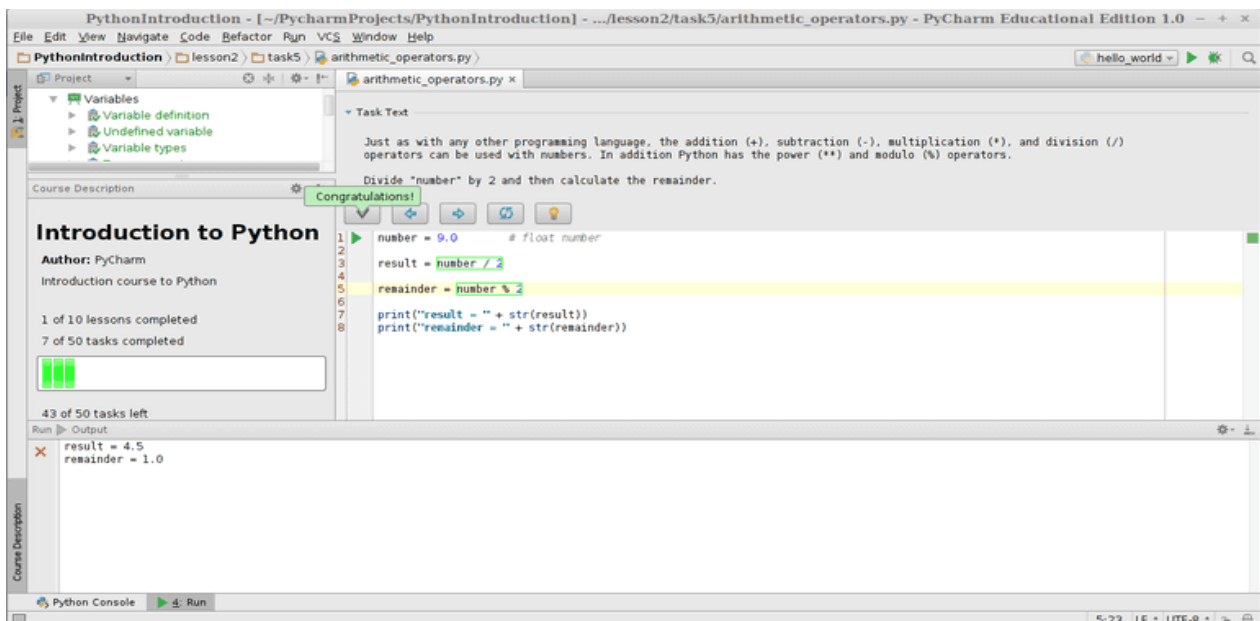 PythonIntroduction - [~/PycharmProjects/PythonIntroduction] - .../lesson2/task5/arithmetic_operators.py - PyCharm Educational Edition 1.0
File Edit View Navigate Code Refactor Run VCS Window Help
PythonIntroduction lesson2 task5 arithmetic_operators.py hello_world
1: Project
Project
Variables
Variable definition
Undefined variable
Variable types
Course Description
Introduction to Python
Author: PyCharm
Introduction course to Python
1 of 10 lessons completed
7 of 50 tasks completed
43 of 50 tasks left
arithmetic_operators.py ×
Task Text
Just as with any other programming language, the addition (+), subtraction (-), multiplication (*), and division (/)
operators can be used with numbers. In addition Python has the power (**) and modulo (%) operators.
Divide "number" by 2 and then calculate the remainder.
Congratulations!
1 number = 9.0 # float number
2
3 result = number / 2
4
5 remainder = number % 2
6
7 print("result = " + str(result))
8 print("remainder = " + str(remainder))
Run Output
result = 4.5
remainder = 1.0
Course Description
Python Console 4: Run
5:23 LF UTF-8